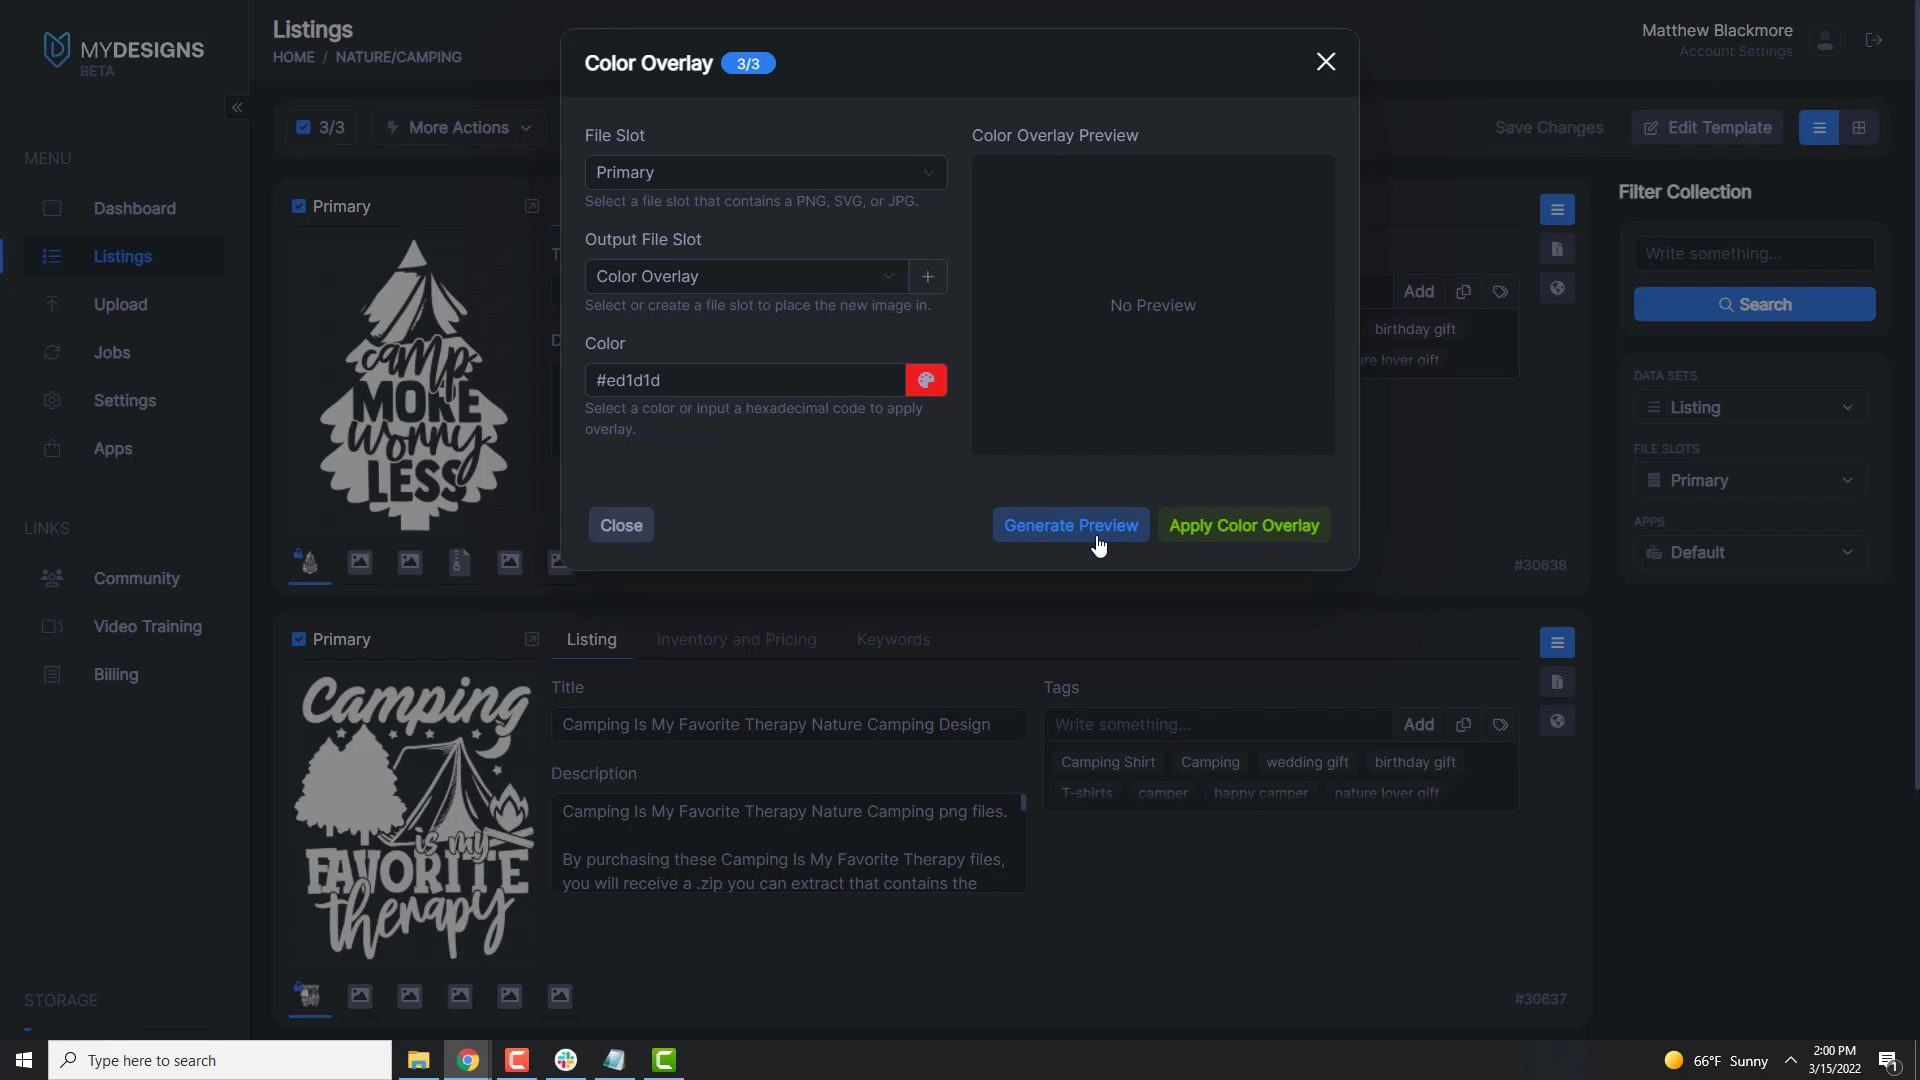 MYDESIGNS
BETA
Listings
HOME / NATURE/CAMPING
Matthew Blackmore
Account Settings
3/3
More Actions
Save Changes
Edit Template
MENU
Dashboard
Listings
Upload
Jobs
Settings
Apps
LINKS
Community
Video Training
Billing
STORAGE
Color Overlay 3/3
File Slot
Primary
Select a file slot that contains a PNG, SVG, or JPG.
Output File Slot
Color Overlay
Select or create a file slot to place the new image in.
Color
#ed1d1d
Select a color or input a hexadecimal code to apply
overlay.
Color Overlay Preview
No Preview
Close
Generate Preview
Apply Color Overlay
Primary
camp
MORE
worry
LESS
Add
birthday gift
nature lover gift
#30638
Filter Collection
Write something...
Search
DATA SETS
Listing
FILE SLOTS
Primary
APPS
Default
Primary
Camping
is my
FAVORITE
therapy
Listing
Inventory and Pricing
Keywords
Title
Camping Is My Favorite Therapy Nature Camping Design
Description
Camping Is My Favorite Therapy Nature Camping png files.
By purchasing these Camping Is My Favorite Therapy files,
you will receive a .zip you can extract that contains the
Tags
Write something...
Add
Camping Shirt Camping wedding gift birthday gift
T-shirts camper happy camper nature lover gift
#30637
Type here to search
66°F Sunny
2:00 PM
3/15/2022
1